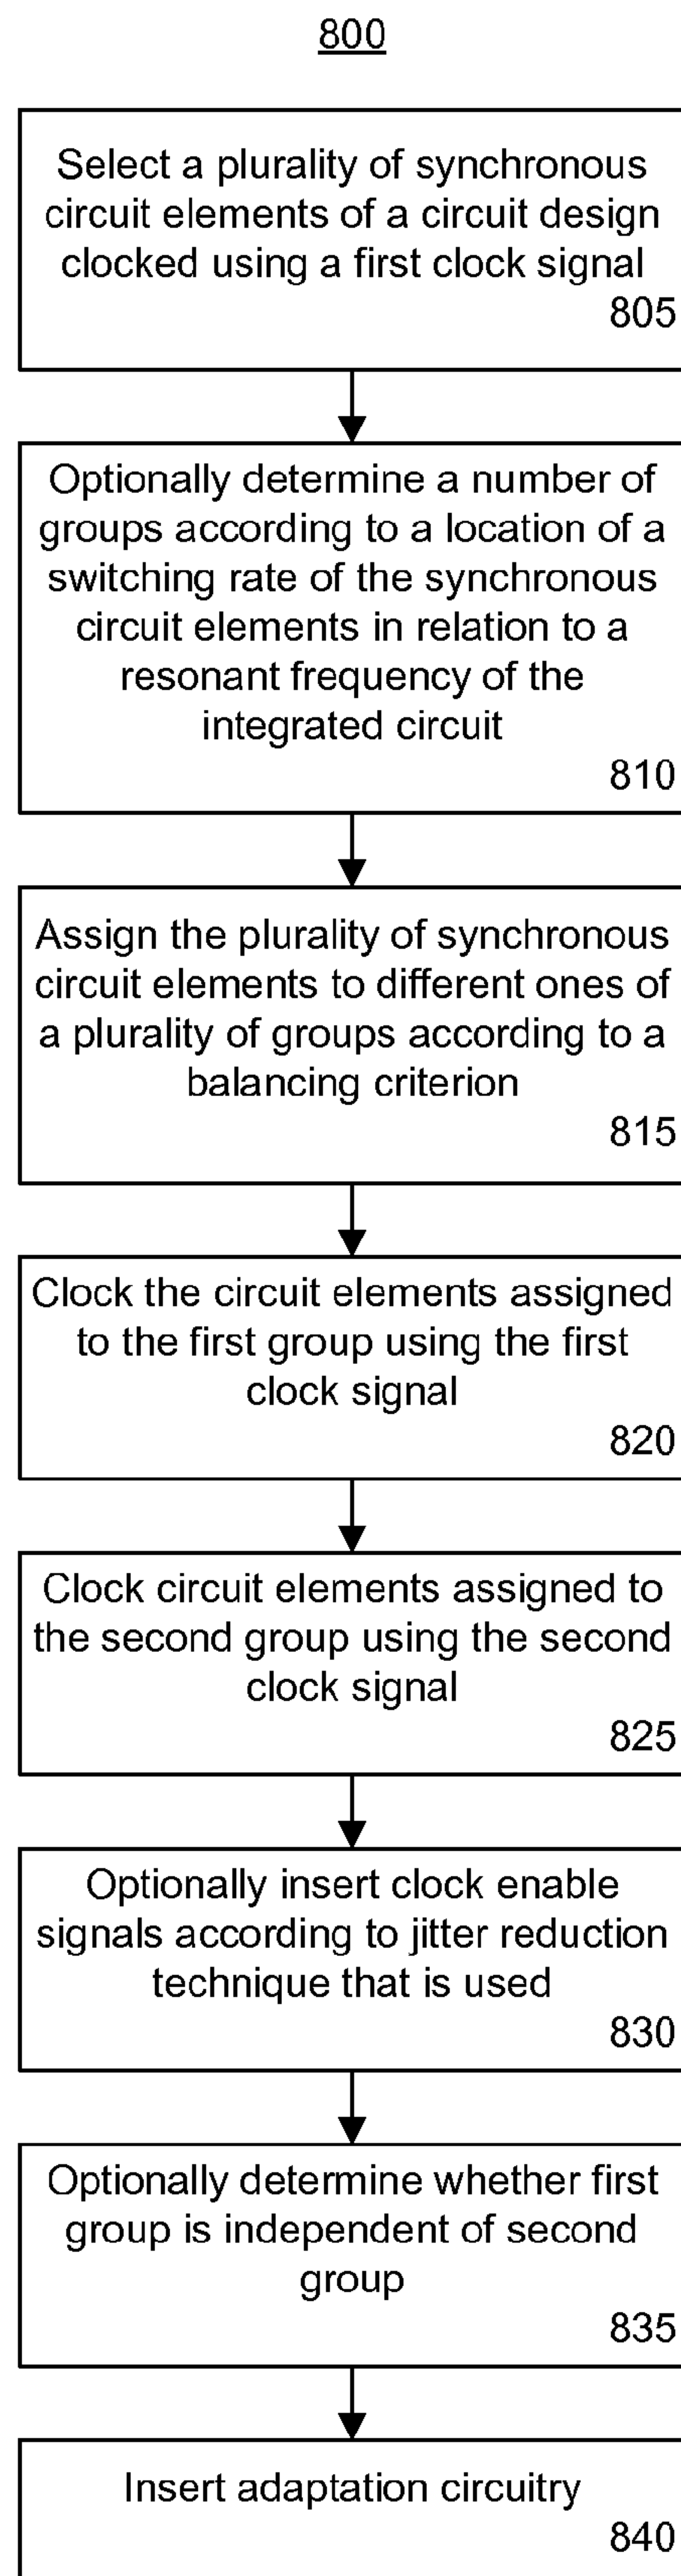 800
Select a plurality of synchronous
circuit elements of a circuit design
clocked using a first clock signal
805
Optionally determine a number of
groups according to a location of a
switching rate of the synchronous
circuit elements in relation to a
resonant frequency of the
integrated circuit
810
Assign the plurality of synchronous
circuit elements to different ones of
a plurality of groups according to a
balancing criterion
815
Clock the circuit elements assigned
to the first group using the first
clock signal
820
Clock circuit elements assigned to
the second group using the second
clock signal
825
Optionally insert clock enable
signals according to jitter reduction
technique that is used
830
Optionally determine whether first
group is independent of second
group
835
Insert adaptation circuitry
840